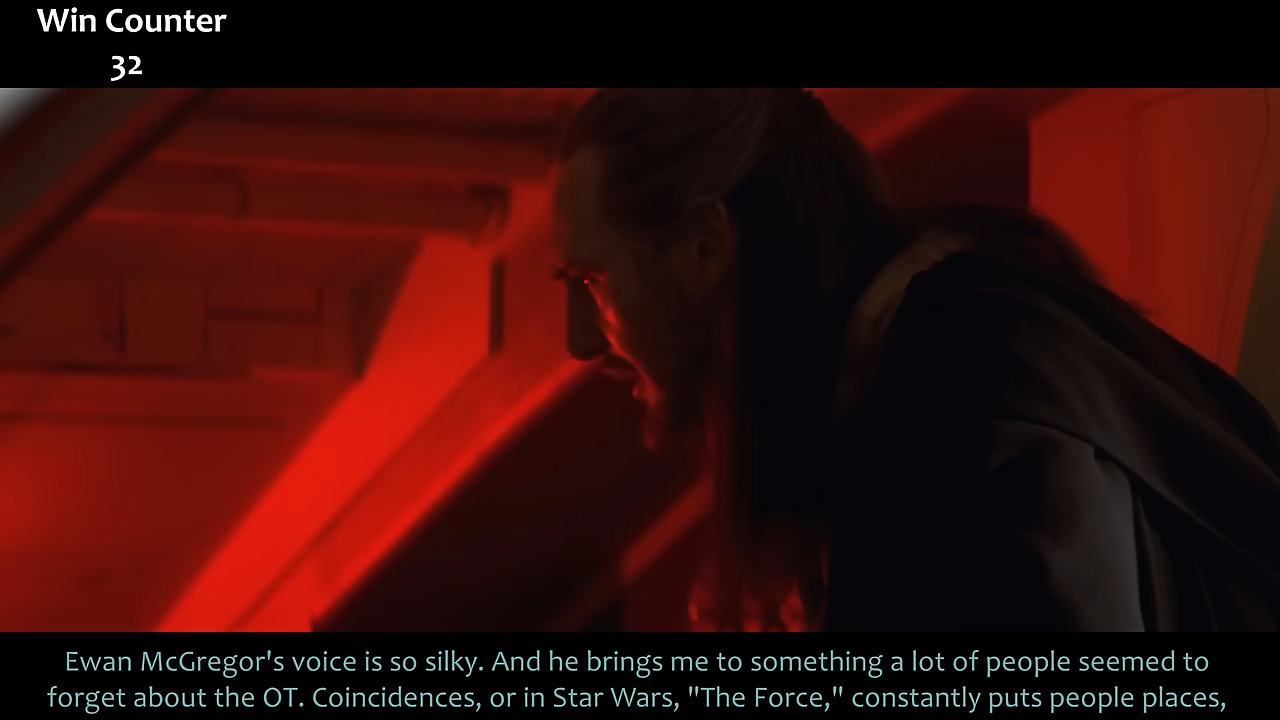 Win Counter
32
Ewan McGregor's voice is so silky. And he brings me to something a lot of people seemed to
forget about the OT. Coincidences, or in Star Wars, "The Force," constantly puts people places,